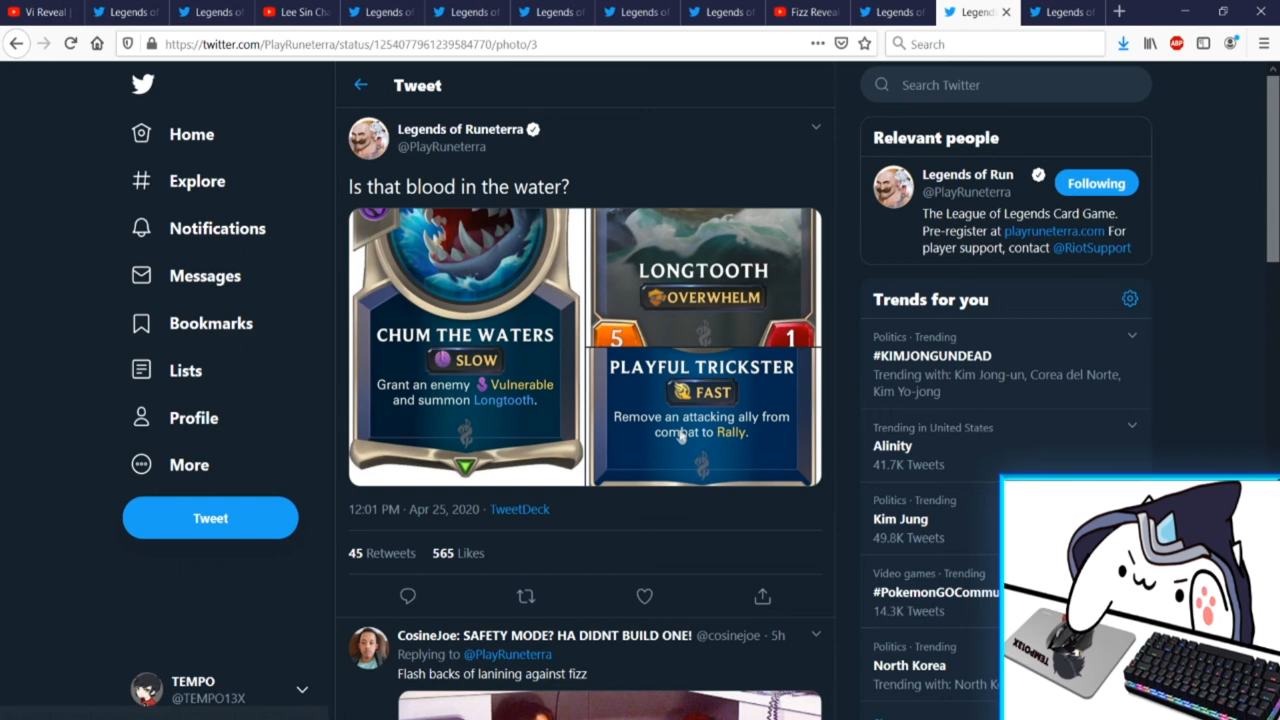 Vi Reveal |
Legends of
Legends of
Lee Sin Cha
Legends of
Legends of
Legends of
Legends of
Legends of
Fizz Reveal
Legends of
Legends
Legends of
https://twitter.com/PlayRuneterra/status/1254077961239584770/photo/3
Search
ABP
Home
Explore
Notifications
Messages
Bookmarks
Lists
Profile
More
Tweet
TEMPO
@TEMPO13X
Tweet
Legends of Runeterra
@PlayRuneterra
Is that blood in the water?
CHUM THE WATERS
SLOW
Grant an enemy Vulnerable
and summon Longtooth.
LONGTOOTH
OVERWHELM
5
1
PLAYFUL TRICKSTER
FAST
Remove an attacking ally from
combat to Rally.
12:01 PM · Apr 25, 2020 · TweetDeck
45 Retweets 565 Likes
CosineJoe: SAFETY MODE? HA DIDNT BUILD ONE! @cosinejoe · 5h
Replying to @PlayRuneterra
Flash backs of lanining against fizz
Search Twitter
Relevant people
Legends of Run
@PlayRuneterra
Following
The League of Legends Card Game.
Pre-register at playruneterra.com For
player support, contact @RiotSupport
Trends for you
Politics · Trending
#KIMJONGUNDEAD
Trending with: Kim Jong-un, Corea del Norte,
Kim Yo-jong
Trending in United States
Alinity
41.7K Tweets
Politics · Trending
Kim Jung
49.8K Tweets
Video games · Trending
#PokemonGOCommu
14.3K Tweets
Politics · Trending
North Korea
Trending with: North K
TEMPO13X